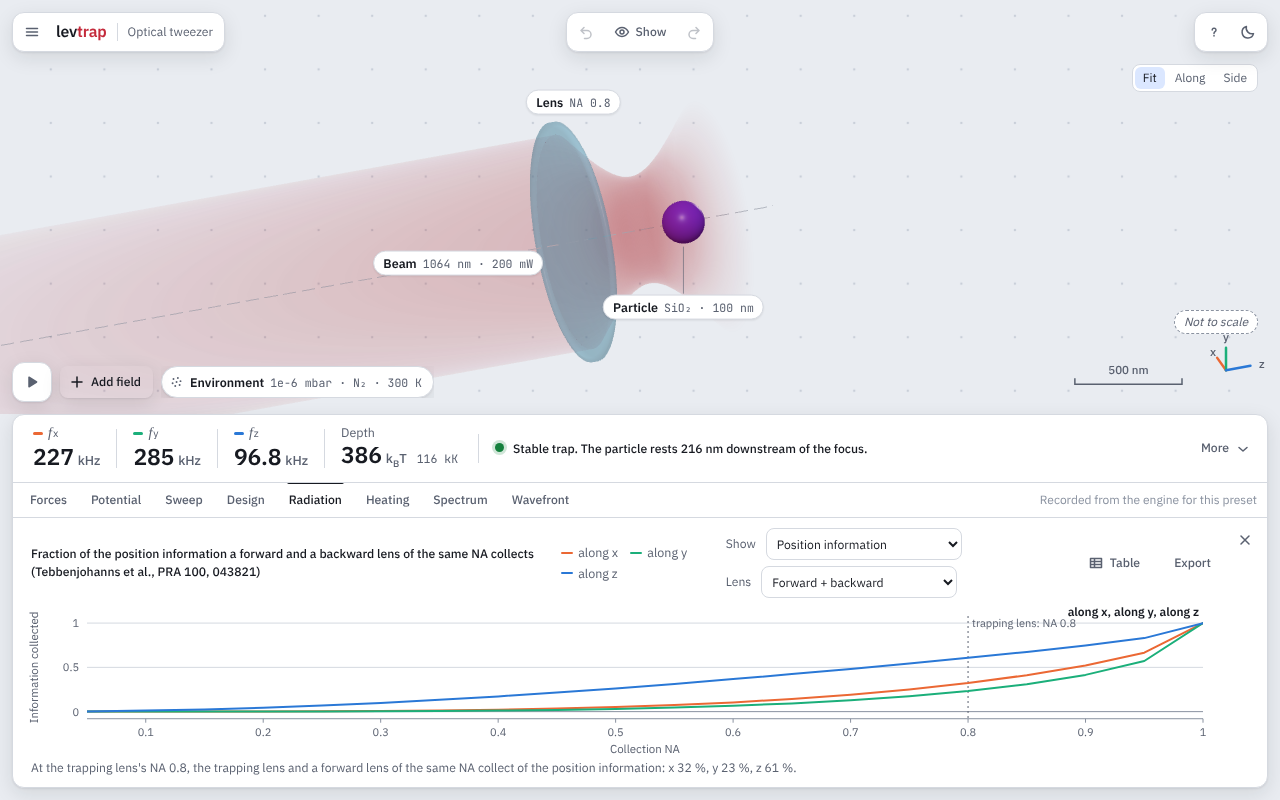 levtrap Optical tweezer
Show
?
Fit Along Side
Lens NA 0.8
Beam 1064 nm · 200 mW
Particle SiO₂ · 100 nm
Not to scale
y
x
z
500 nm
Add field
Environment 1e-6 mbar · N₂ · 300 K
fx
227 kHz
fy
285 kHz
fz
96.8 kHz
Depth
386 kBT 116 kK
Stable trap. The particle rests 216 nm downstream of the focus.
More
Forces Potential Sweep Design Radiation Heating Spectrum Wavefront
Recorded from the engine for this preset
Fraction of the position information a forward and a backward lens of the same NA collects
(Tebbenjohanns et al., PRA 100, 043821)
along x along y
along z
Show Position information
Lens Forward + backward
Table Export
along x, along y, along z
trapping lens: NA 0.8
Information collected
1
0.5
0
0.1 0.2 0.3 0.4 0.5 0.6 0.7 0.8 0.9 1
Collection NA
At the trapping lens's NA 0.8, the trapping lens and a forward lens of the same NA collect of the position information: x 32 %, y 23 %, z 61 %.